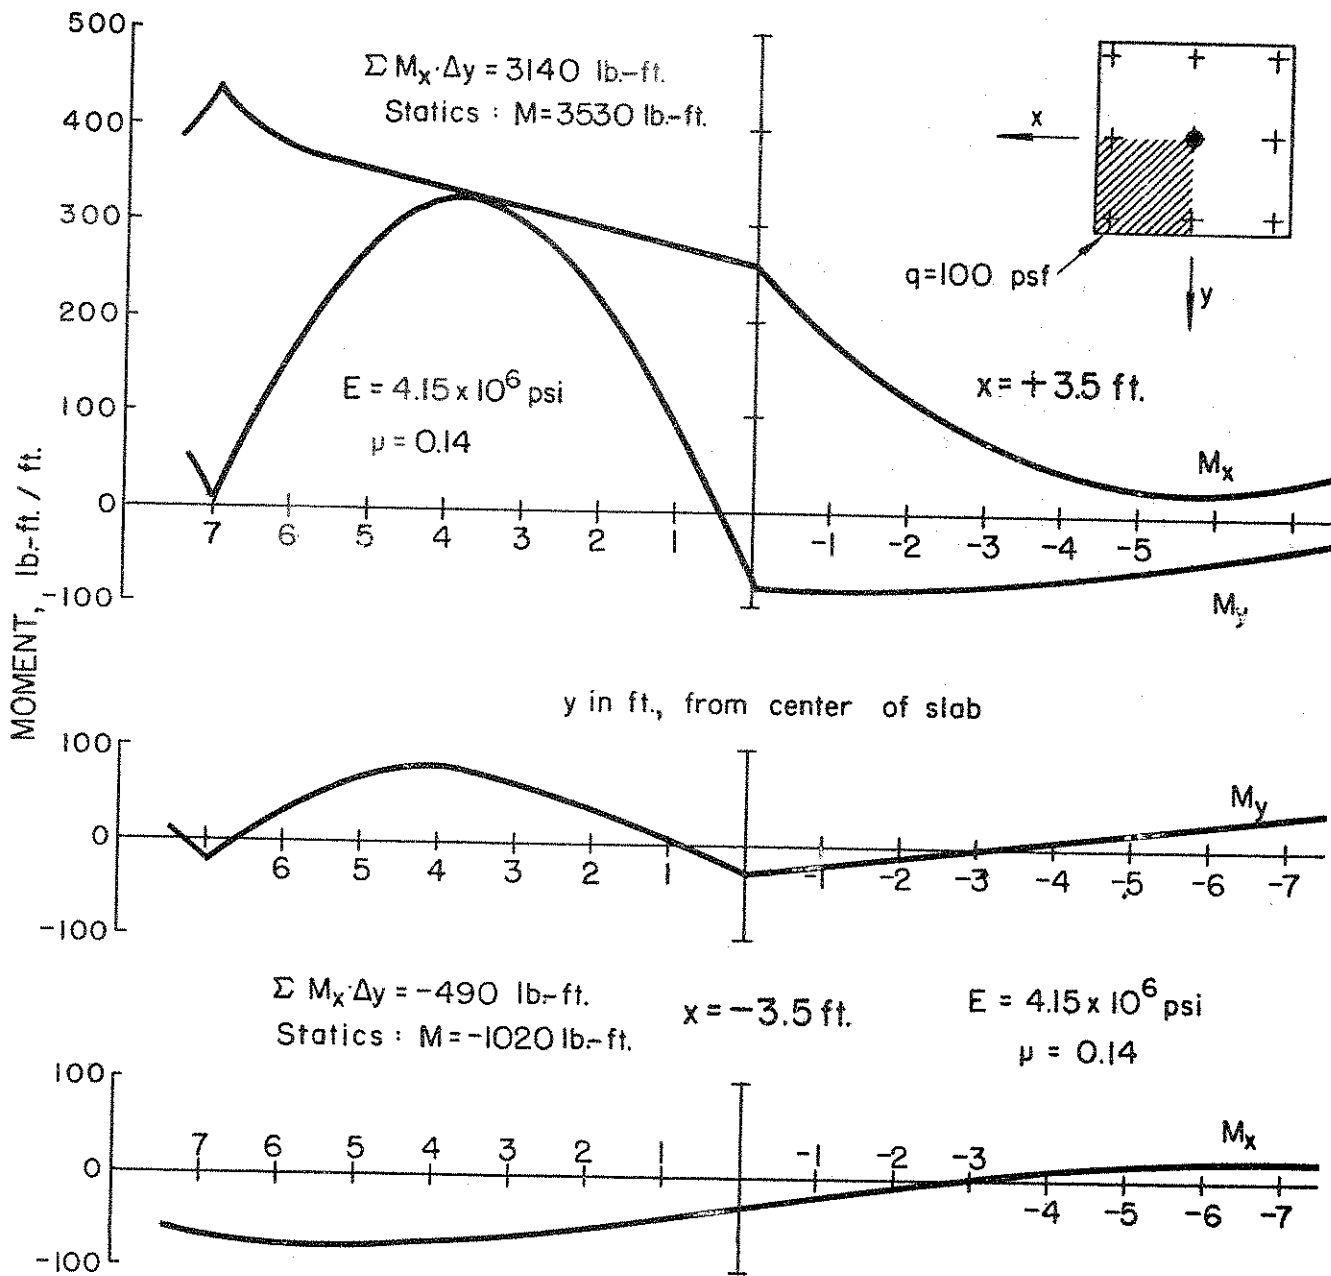 500
Σ Mx·Δy = 3140 lb.-ft.
Statics : M=3530 lb.-ft.
400
x
300
q=100 psf
y
200
E = 4.15 x 10⁶ psi
x = +3.5 ft.
100
μ = 0.14
Mx
0
7 6 5 4 3 2 1 -1 -2 -3 -4 -5
-100
My
MOMENT, lb.-ft. / ft.
y in ft., from center of slab
100
My
0
6 5 4 3 2 1 -1 -2 -3 -4 -5 -6 -7
-100
Σ Mx·Δy = -490 lb.-ft.
x = -3.5 ft.
E = 4.15 x 10⁶ psi
Statics : M = -1020 lb.-ft.
μ = 0.14
100
Mx
7 6 5 4 3 2 1 -1 -2 -3
0
-4 -5 -6 -7
-100